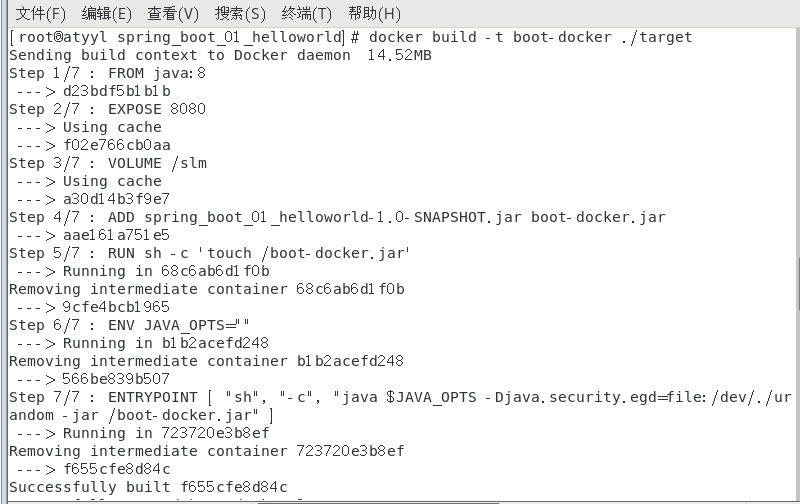 文件(F) 编辑(E) 查看(V) 搜索(S) 终端(T) 帮助(H)
[root@atyyl spring_boot_01_helloworld]# docker build -t boot-docker ./target
Sending build context to Docker daemon  14.52MB
Step 1/7 : FROM java:8
 ---> d23bdf5b1b1b
Step 2/7 : EXPOSE 8080
 ---> Using cache
 ---> f02e766cb0aa
Step 3/7 : VOLUME /slm
 ---> Using cache
 ---> a30d14b3f9e7
Step 4/7 : ADD spring_boot_01_helloworld-1.0-SNAPSHOT.jar boot-docker.jar
 ---> aae161a751e5
Step 5/7 : RUN sh -c 'touch /boot-docker.jar'
 ---> Running in 68c6ab6d1f0b
Removing intermediate container 68c6ab6d1f0b
 ---> 9cfe4bcb1965
Step 6/7 : ENV JAVA_OPTS=""
 ---> Running in b1b2acefd248
Removing intermediate container b1b2acefd248
 ---> 566be839b507
Step 7/7 : ENTRYPOINT [ "sh", "-c", "java $JAVA_OPTS -Djava.security.egd=file:/dev/./ur
andom -jar /boot-docker.jar" ]
 ---> Running in 723720e3b8ef
Removing intermediate container 723720e3b8ef
 ---> f655cfe8d84c
Successfully built f655cfe8d84c